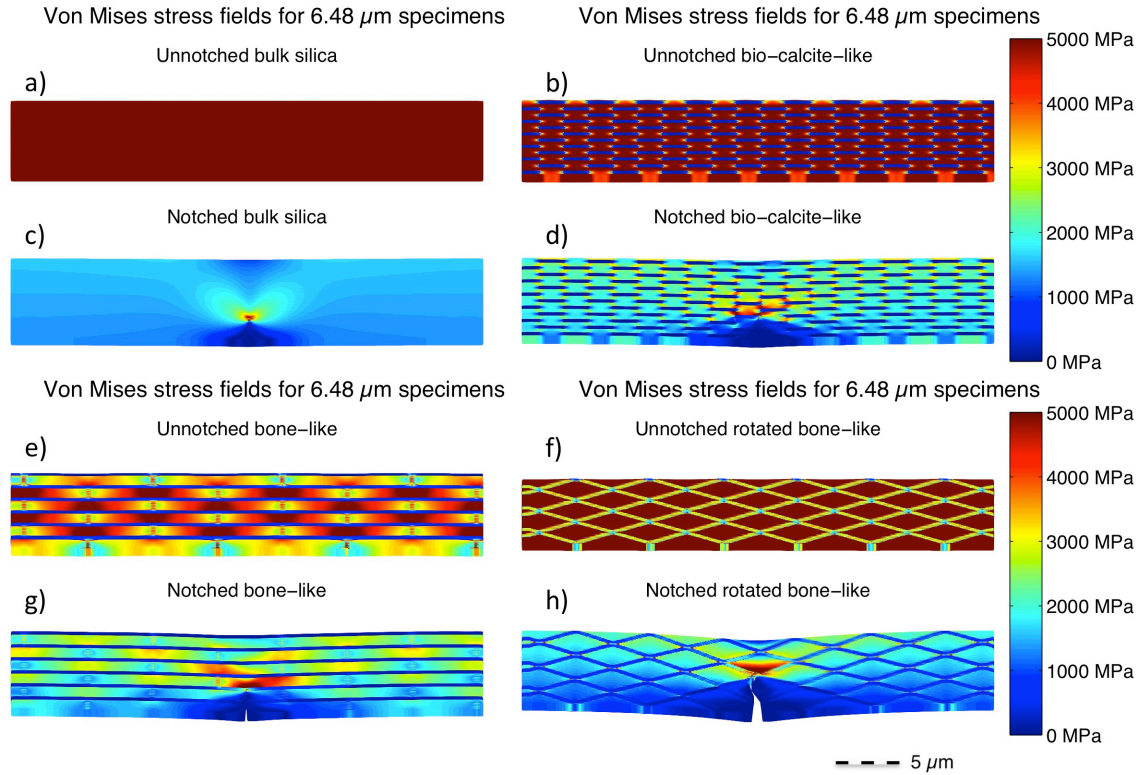 Von Mises stress fields for 6.48 µm specimens
Von Mises stress fields for 6.48 µm specimens
Unnotched bulk silica
Unnotched bio−calcite−like
a)
b)
Notched bulk silica
Notched bio−calcite−like
c)
d)
5000 MPa
4000 MPa
3000 MPa
2000 MPa
1000 MPa
0 MPa
Von Mises stress fields for 6.48 µm specimens
Von Mises stress fields for 6.48 µm specimens
Unnotched bone−like
Unnotched rotated bone−like
e)
f)
Notched bone−like
Notched rotated bone−like
g)
h)
5000 MPa
4000 MPa
3000 MPa
2000 MPa
1000 MPa
0 MPa
5 µm